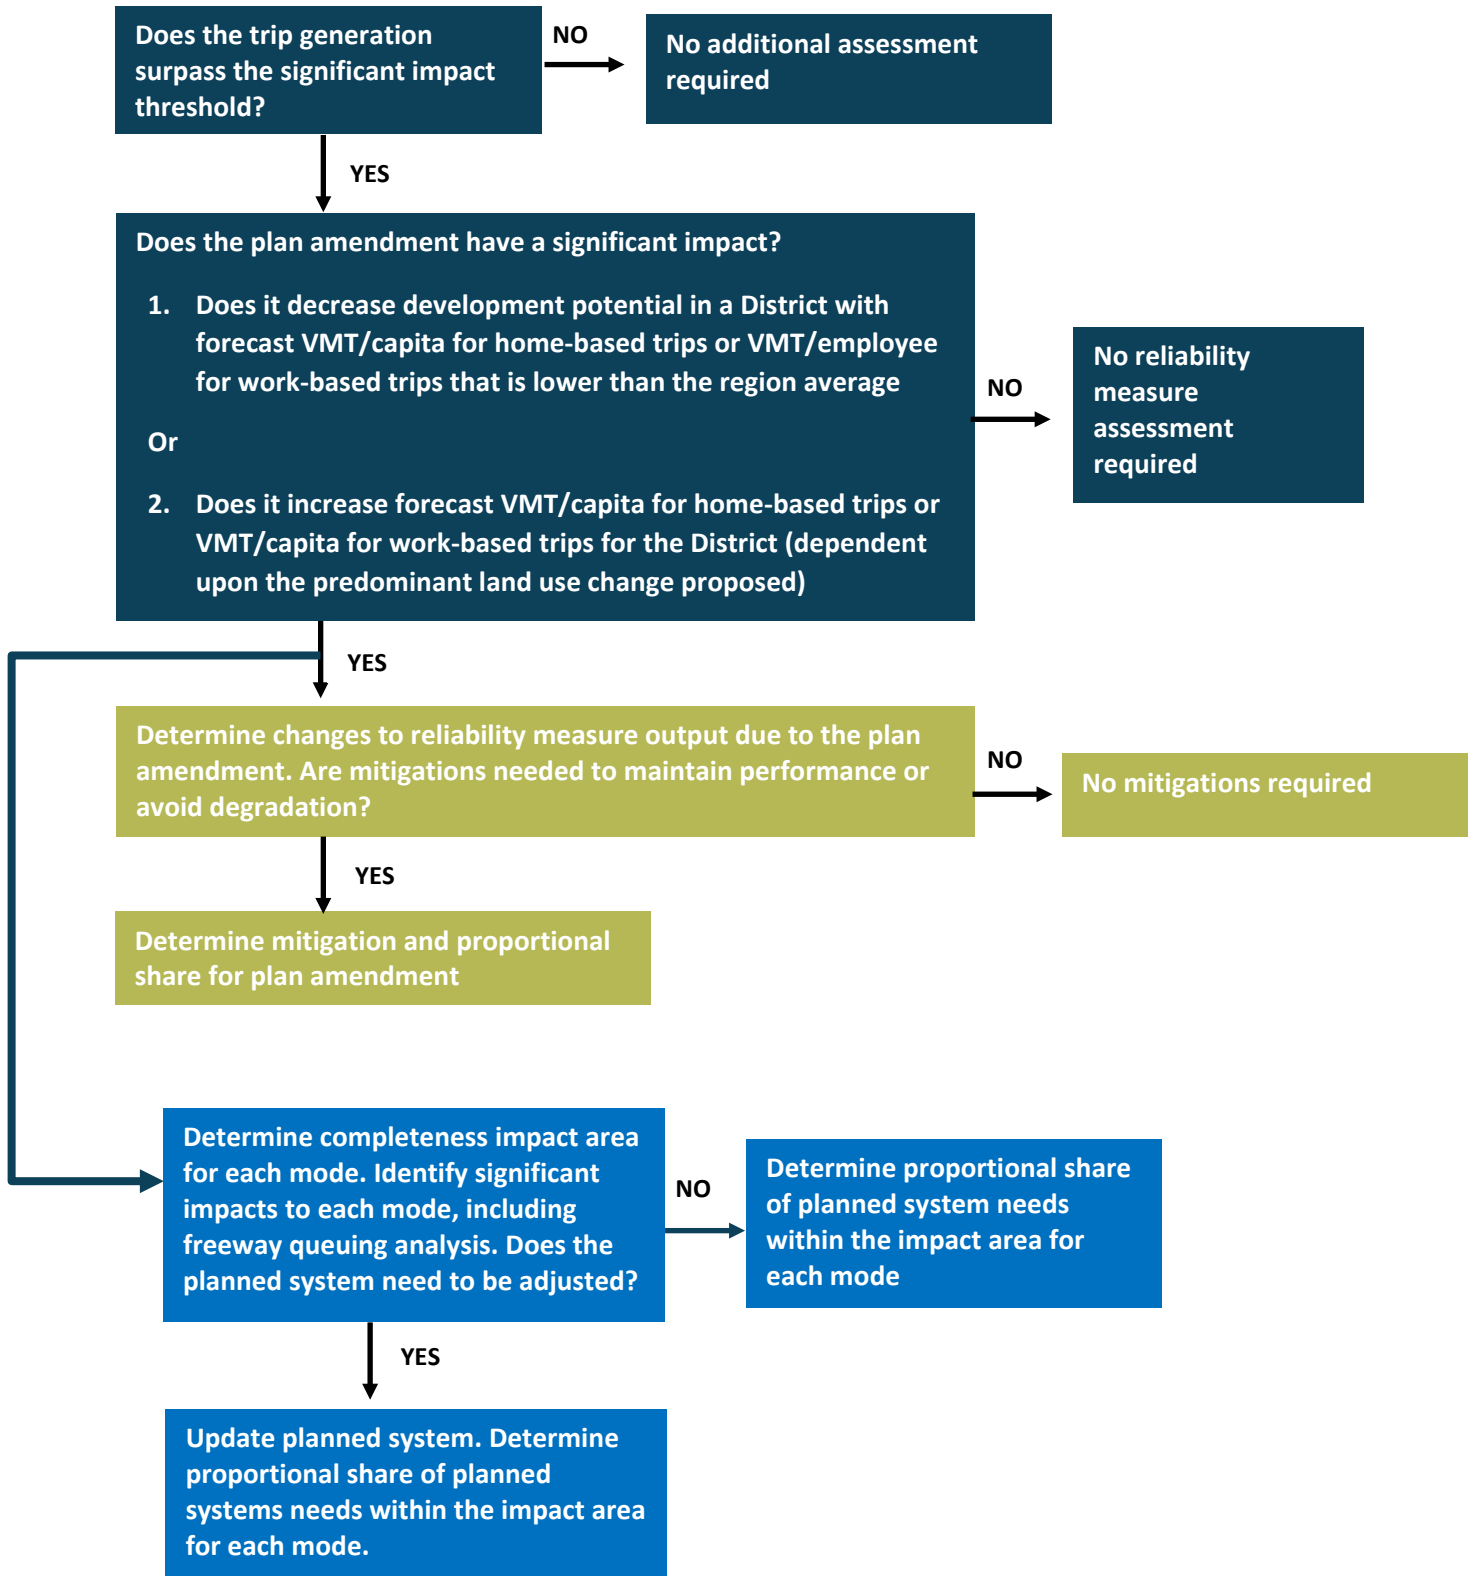 Does the trip generation
surpass the significant impact
threshold?
NO
No additional assessment
required
YES
Does the plan amendment have a significant impact?
1. Does it decrease development potential in a District with
forecast VMT/capita for home-based trips or VMT/employee
for work-based trips that is lower than the region average
Or
2. Does it increase forecast VMT/capita for home-based trips or
VMT/capita for work-based trips for the District (dependent
upon the predominant land use change proposed)
NO
No reliability
measure
assessment
required
YES
Determine changes to reliability measure output due to the plan
amendment. Are mitigations needed to maintain performance or
avoid degradation?
NO
No mitigations required
YES
Determine mitigation and proportional
share for plan amendment
Determine completeness impact area
for each mode. Identify significant
impacts to each mode, including
freeway queuing analysis. Does the
planned system need to be adjusted?
NO
Determine proportional share
of planned system needs
within the impact area for
each mode
YES
Update planned system. Determine
proportional share of planned
systems needs within the impact area
for each mode.